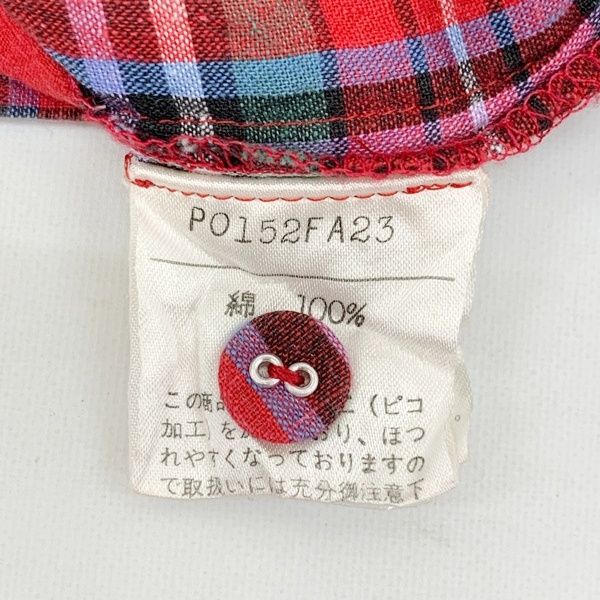 PO152FA23
綿 100%
この商 (ピコ
加工)を おり、ほつ
れやすくなっておりますの
で取扱いには充分御注意下